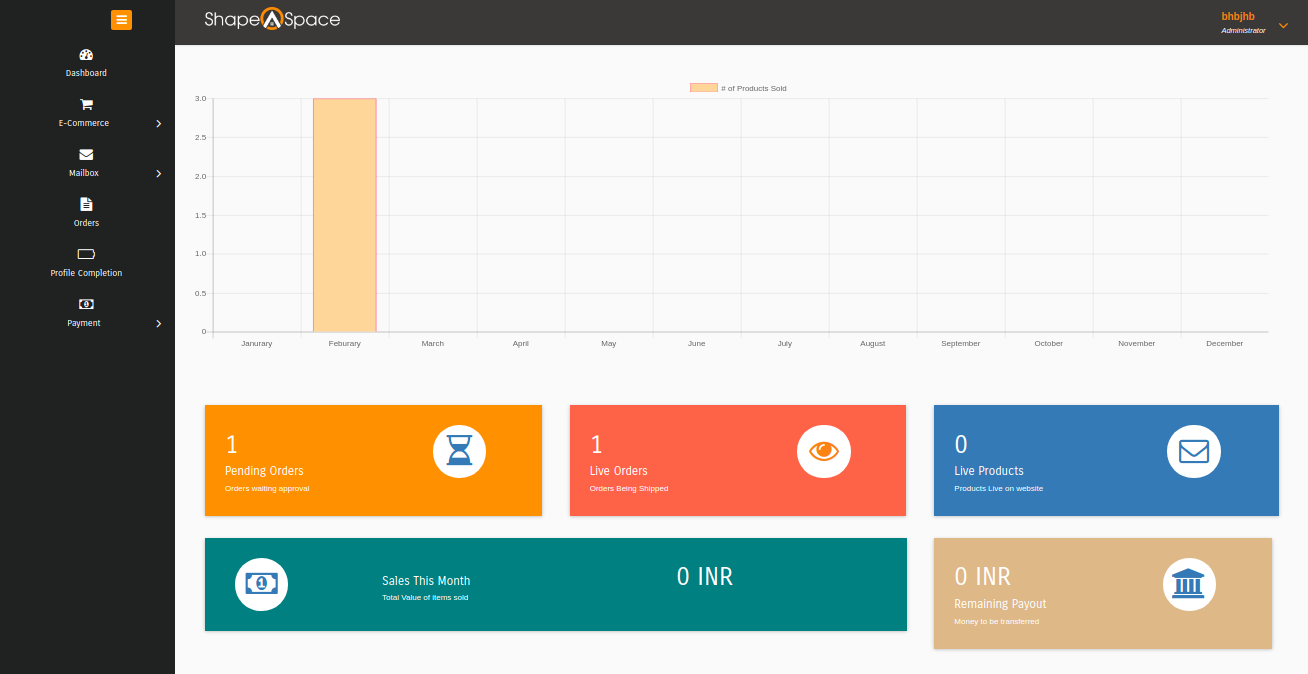 Shape Space
bhbjhb
Administrator
Dashboard
E-Commerce
Mailbox
Orders
Profile Completion
Payment
# of Products Sold
3.0
2.5
2.0
1.5
1.0
0.5
0
Janurary
Feburary
March
April
May
June
July
August
September
October
November
December
1
Pending Orders
Orders waiting approval
1
Live Orders
Orders Being Shipped
0
Live Products
Products Live on website
1
Sales This Month
Total Value of items sold
0 INR
0 INR
Remaining Payout
Money to be transferred